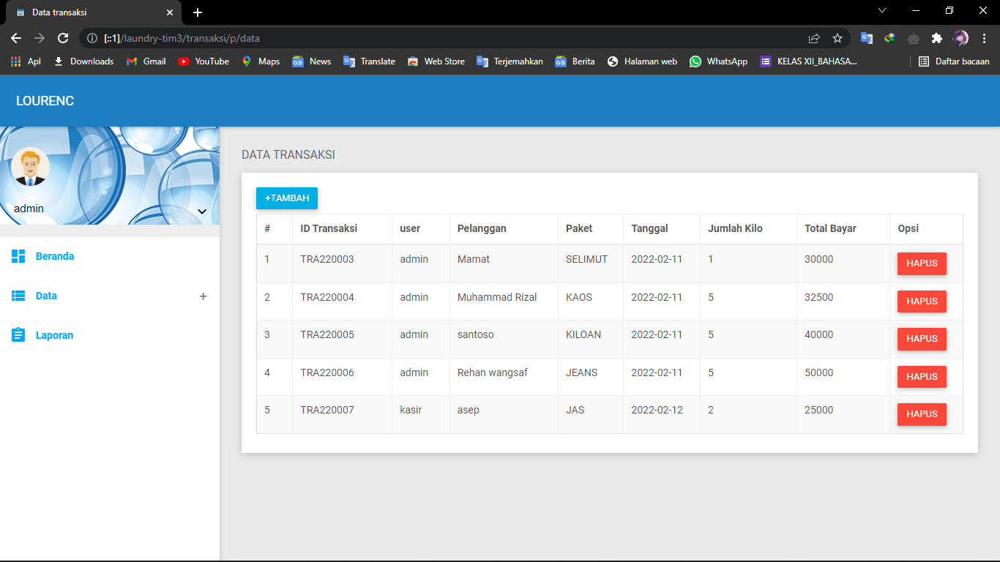 Data transaksi
[::1]/laundry-tim3/transaksi/p/data
Apl Downloads Gmail YouTube Maps News Translate Web Store Terjemahkan Berita Halaman web WhatsApp KELAS XII_BAHASA... Daftar bacaan
LOURENC
admin
Beranda
Data +
Laporan
DATA TRANSAKSI
+TAMBAH
# ID Transaksi user Pelanggan Paket Tanggal Jumlah Kilo Total Bayar Opsi
1 TRA220003 admin Mamat SELIMUT 2022-02-11 1 30000 HAPUS
2 TRA220004 admin Muhammad Rizal KAOS 2022-02-11 5 32500 HAPUS
3 TRA220005 admin santoso KILOAN 2022-02-11 5 40000 HAPUS
4 TRA220006 admin Rehan wangsaf JEANS 2022-02-11 5 50000 HAPUS
5 TRA220007 kasir asep JAS 2022-02-12 2 25000 HAPUS